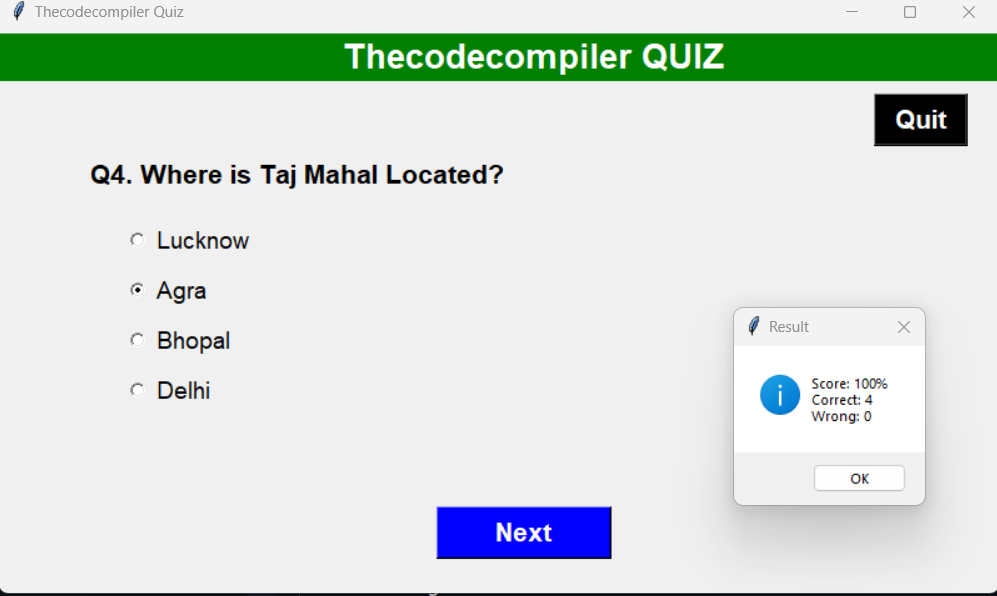 Thecodecompiler Quiz
Thecodecompiler QUIZ
Quit
Q4. Where is Taj Mahal Located?
Lucknow
Agra
Bhopal
Delhi
Result
Score: 100%
Correct: 4
Wrong: 0
OK
Next